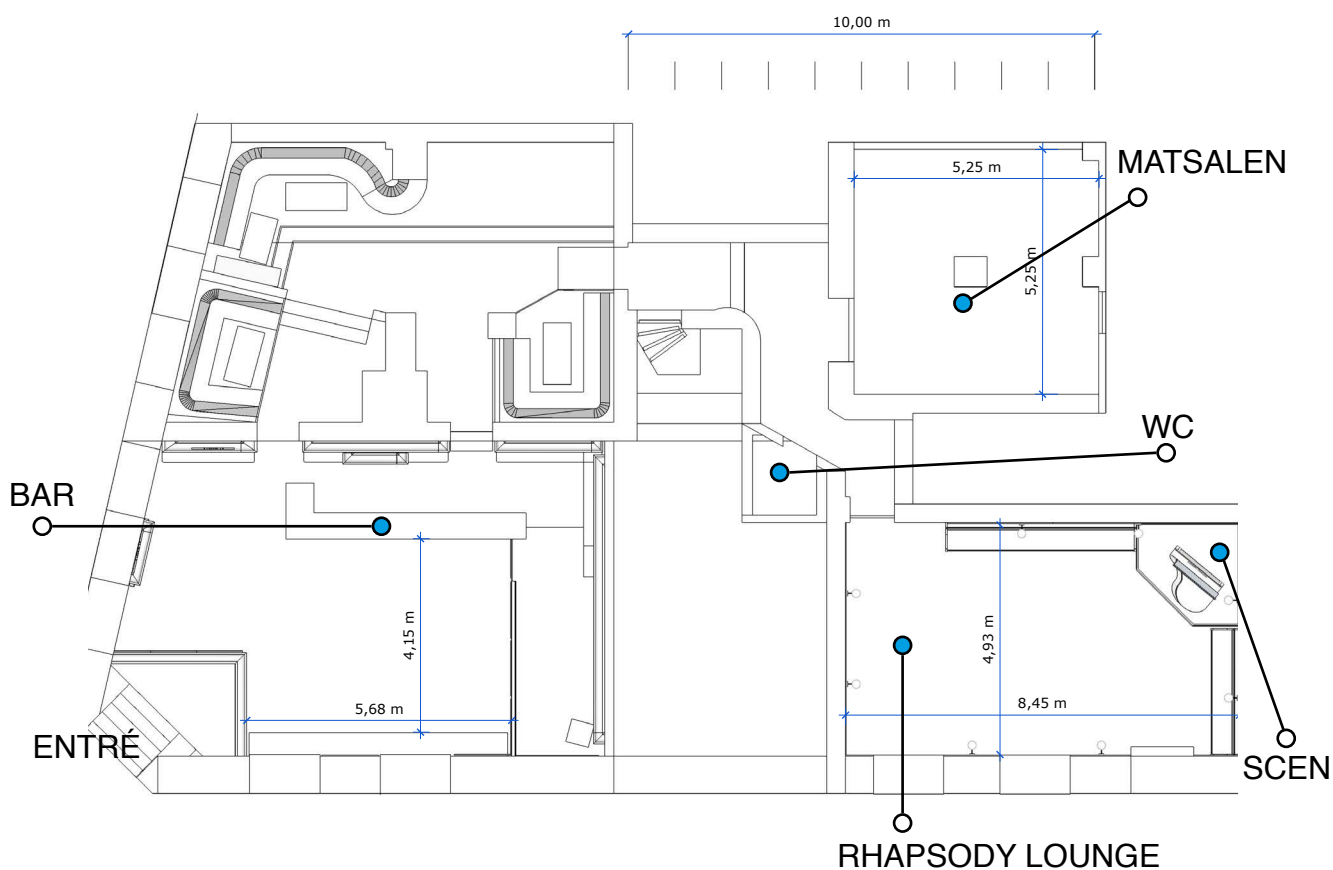 10,00 m
MATSALEN
5,25 m
5,25 m
WC
BAR
4,15 m
4,93 m
5,68 m
8,45 m
ENTRÉ
SCEN
RHAPSODY LOUNGE